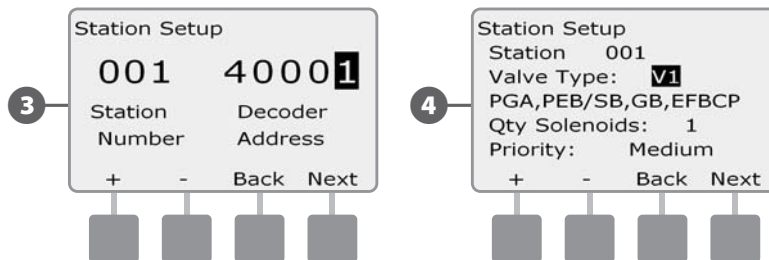 3
Station Setup
001 40001
Station Decoder
Number Address
+ - Back Next
4
Station Setup
Station 001
Valve Type: V1
PGA,PEB/SB,GB,EFBCP
Qty Solenoids: 1
Priority: Medium
+ - Back Next